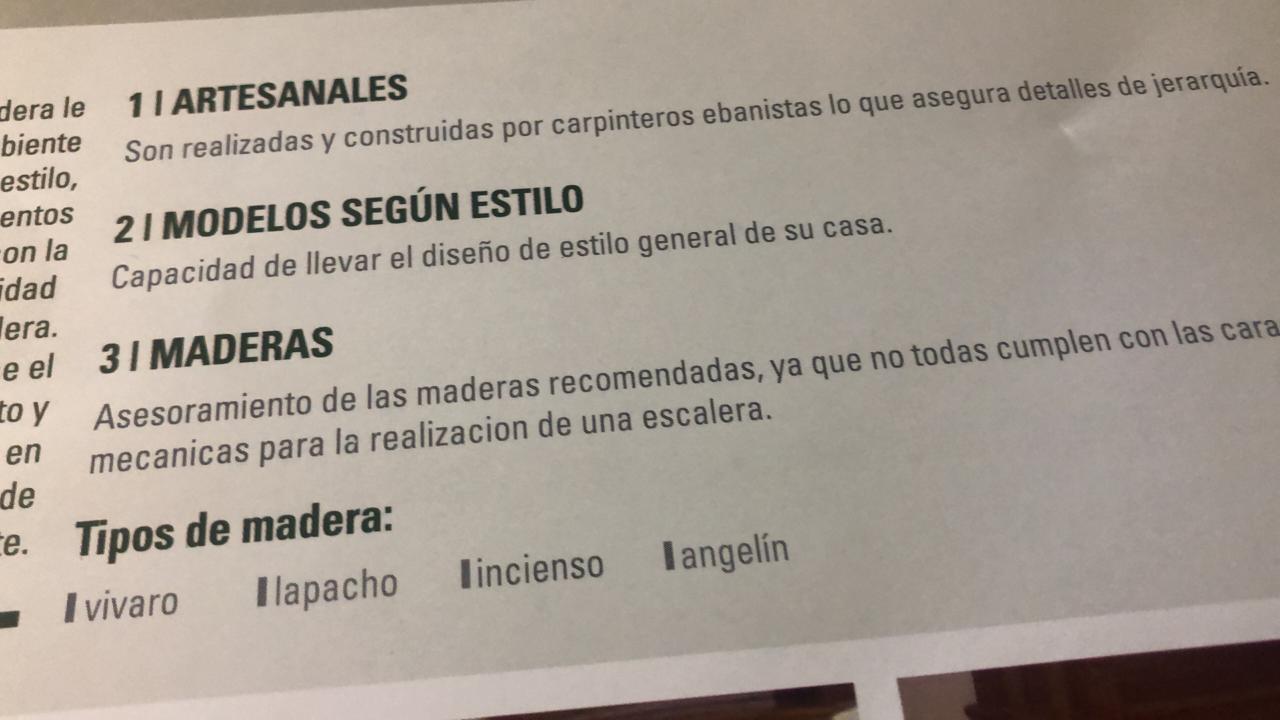 dera le
biente
estilo,
entos
on la
idad
lera.
e el
to y
en
de
e.
1 | ARTESANALES
Son realizadas y construidas por carpinteros ebanistas lo que asegura detalles de jerarquía.
2 | MODELOS SEGÚN ESTILO
Capacidad de llevar el diseño de estilo general de su casa.
3 | MADERAS
Asesoramiento de las maderas recomendadas, ya que no todas cumplen con las cara
mecanicas para la realizacion de una escalera.
Tipos de madera:
vivaro lapacho incienso angelín